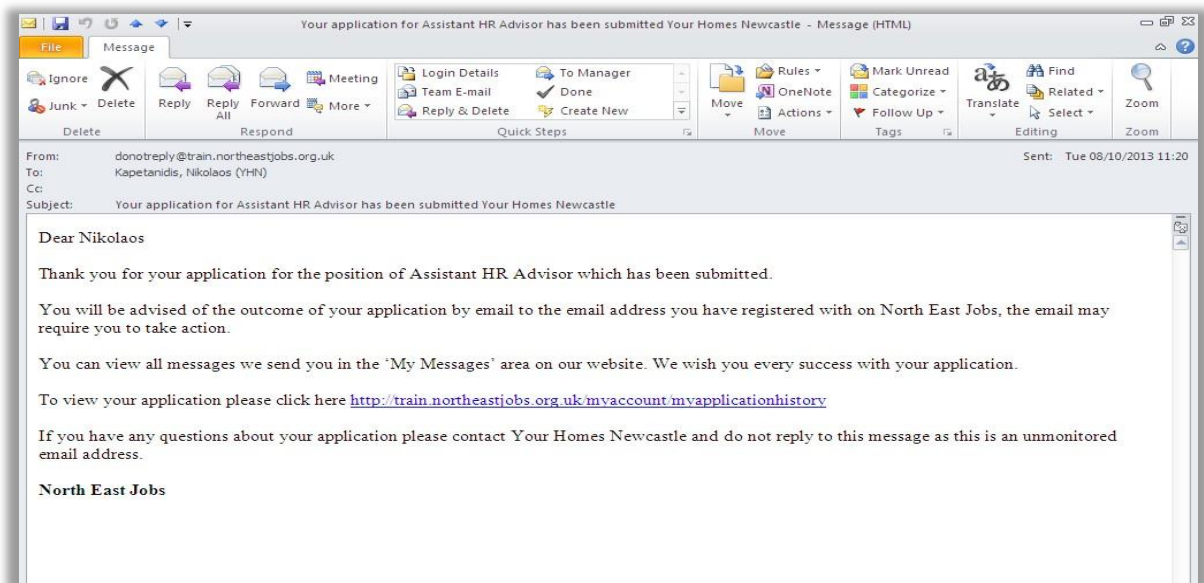 Your application for Assistant HR Advisor has been submitted Your Homes Newcastle - Message (HTML)
File Message
Ignore
Junk
Delete
Reply
Reply All
Forward
Meeting
More
Login Details
Team E-mail
Reply & Delete
To Manager
Done
Create New
Move
Rules
OneNote
Actions
Mark Unread
Categorize
Follow Up
Translate
Find
Related
Select
Zoom
Delete Respond Quick Steps Move Tags Editing Zoom
From: donotreply@train.northeastjobs.org.uk Sent: Tue 08/10/2013 11:20
To: Kapetanidis, Nikolaos (YHN)
Cc:
Subject: Your application for Assistant HR Advisor has been submitted Your Homes Newcastle
Dear Nikolaos
Thank you for your application for the position of Assistant HR Advisor which has been submitted.
You will be advised of the outcome of your application by email to the email address you have registered with on North East Jobs, the email may
require you to take action.
You can view all messages we send you in the ‘My Messages’ area on our website. We wish you every success with your application.
To view your application please click here http://train.northeastjobs.org.uk/myaccount/myapplicationhistory
If you have any questions about your application please contact Your Homes Newcastle and do not reply to this message as this is an unmonitored
email address.
North East Jobs